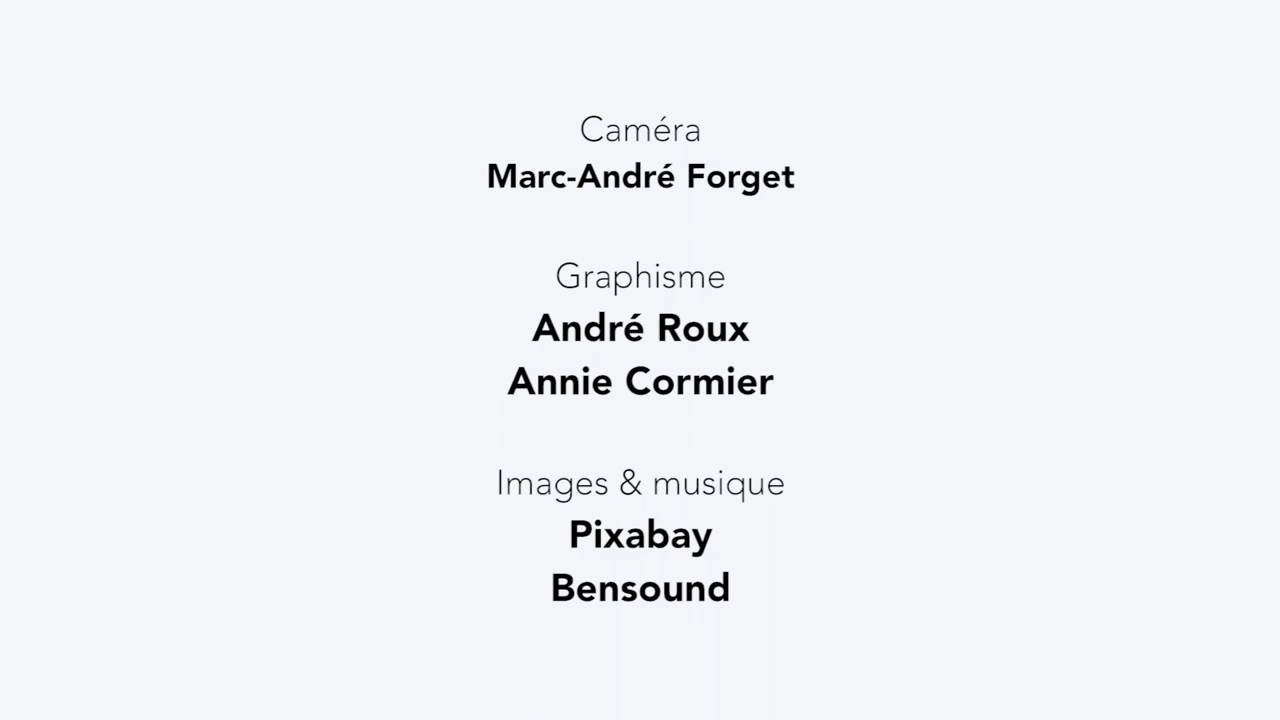 Caméra
Marc-André Forget
Graphisme
André Roux
Annie Cormier
Images & musique
Pixabay
Bensound